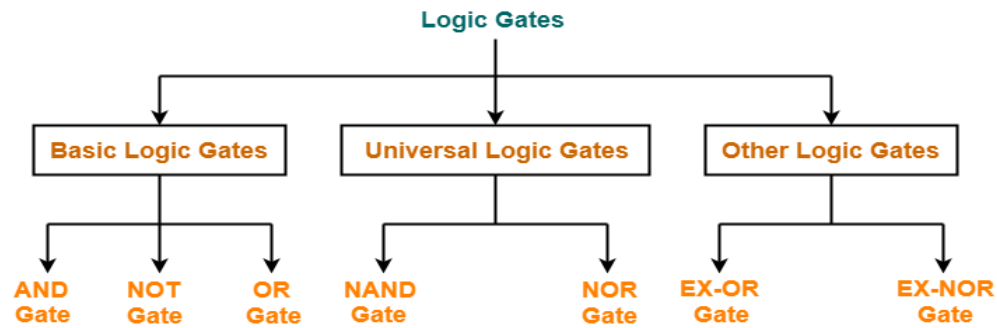 Logic Gates
Basic Logic Gates
Universal Logic Gates
Other Logic Gates
AND
Gate
NOT
Gate
OR
Gate
NAND
Gate
NOR
Gate
EX-OR
Gate
EX-NOR
Gate